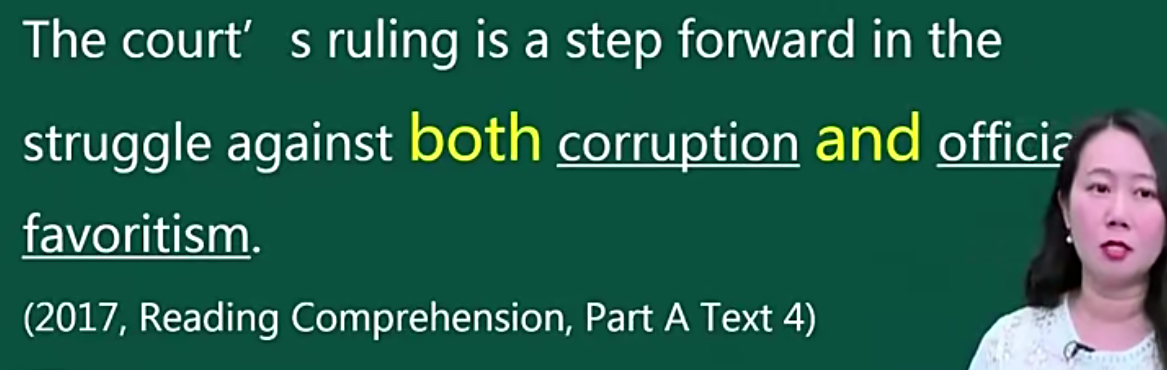 The court's ruling is a step forward in the
struggle against both corruption and officia
favoritism.
(2017, Reading Comprehension, Part A Text 4)